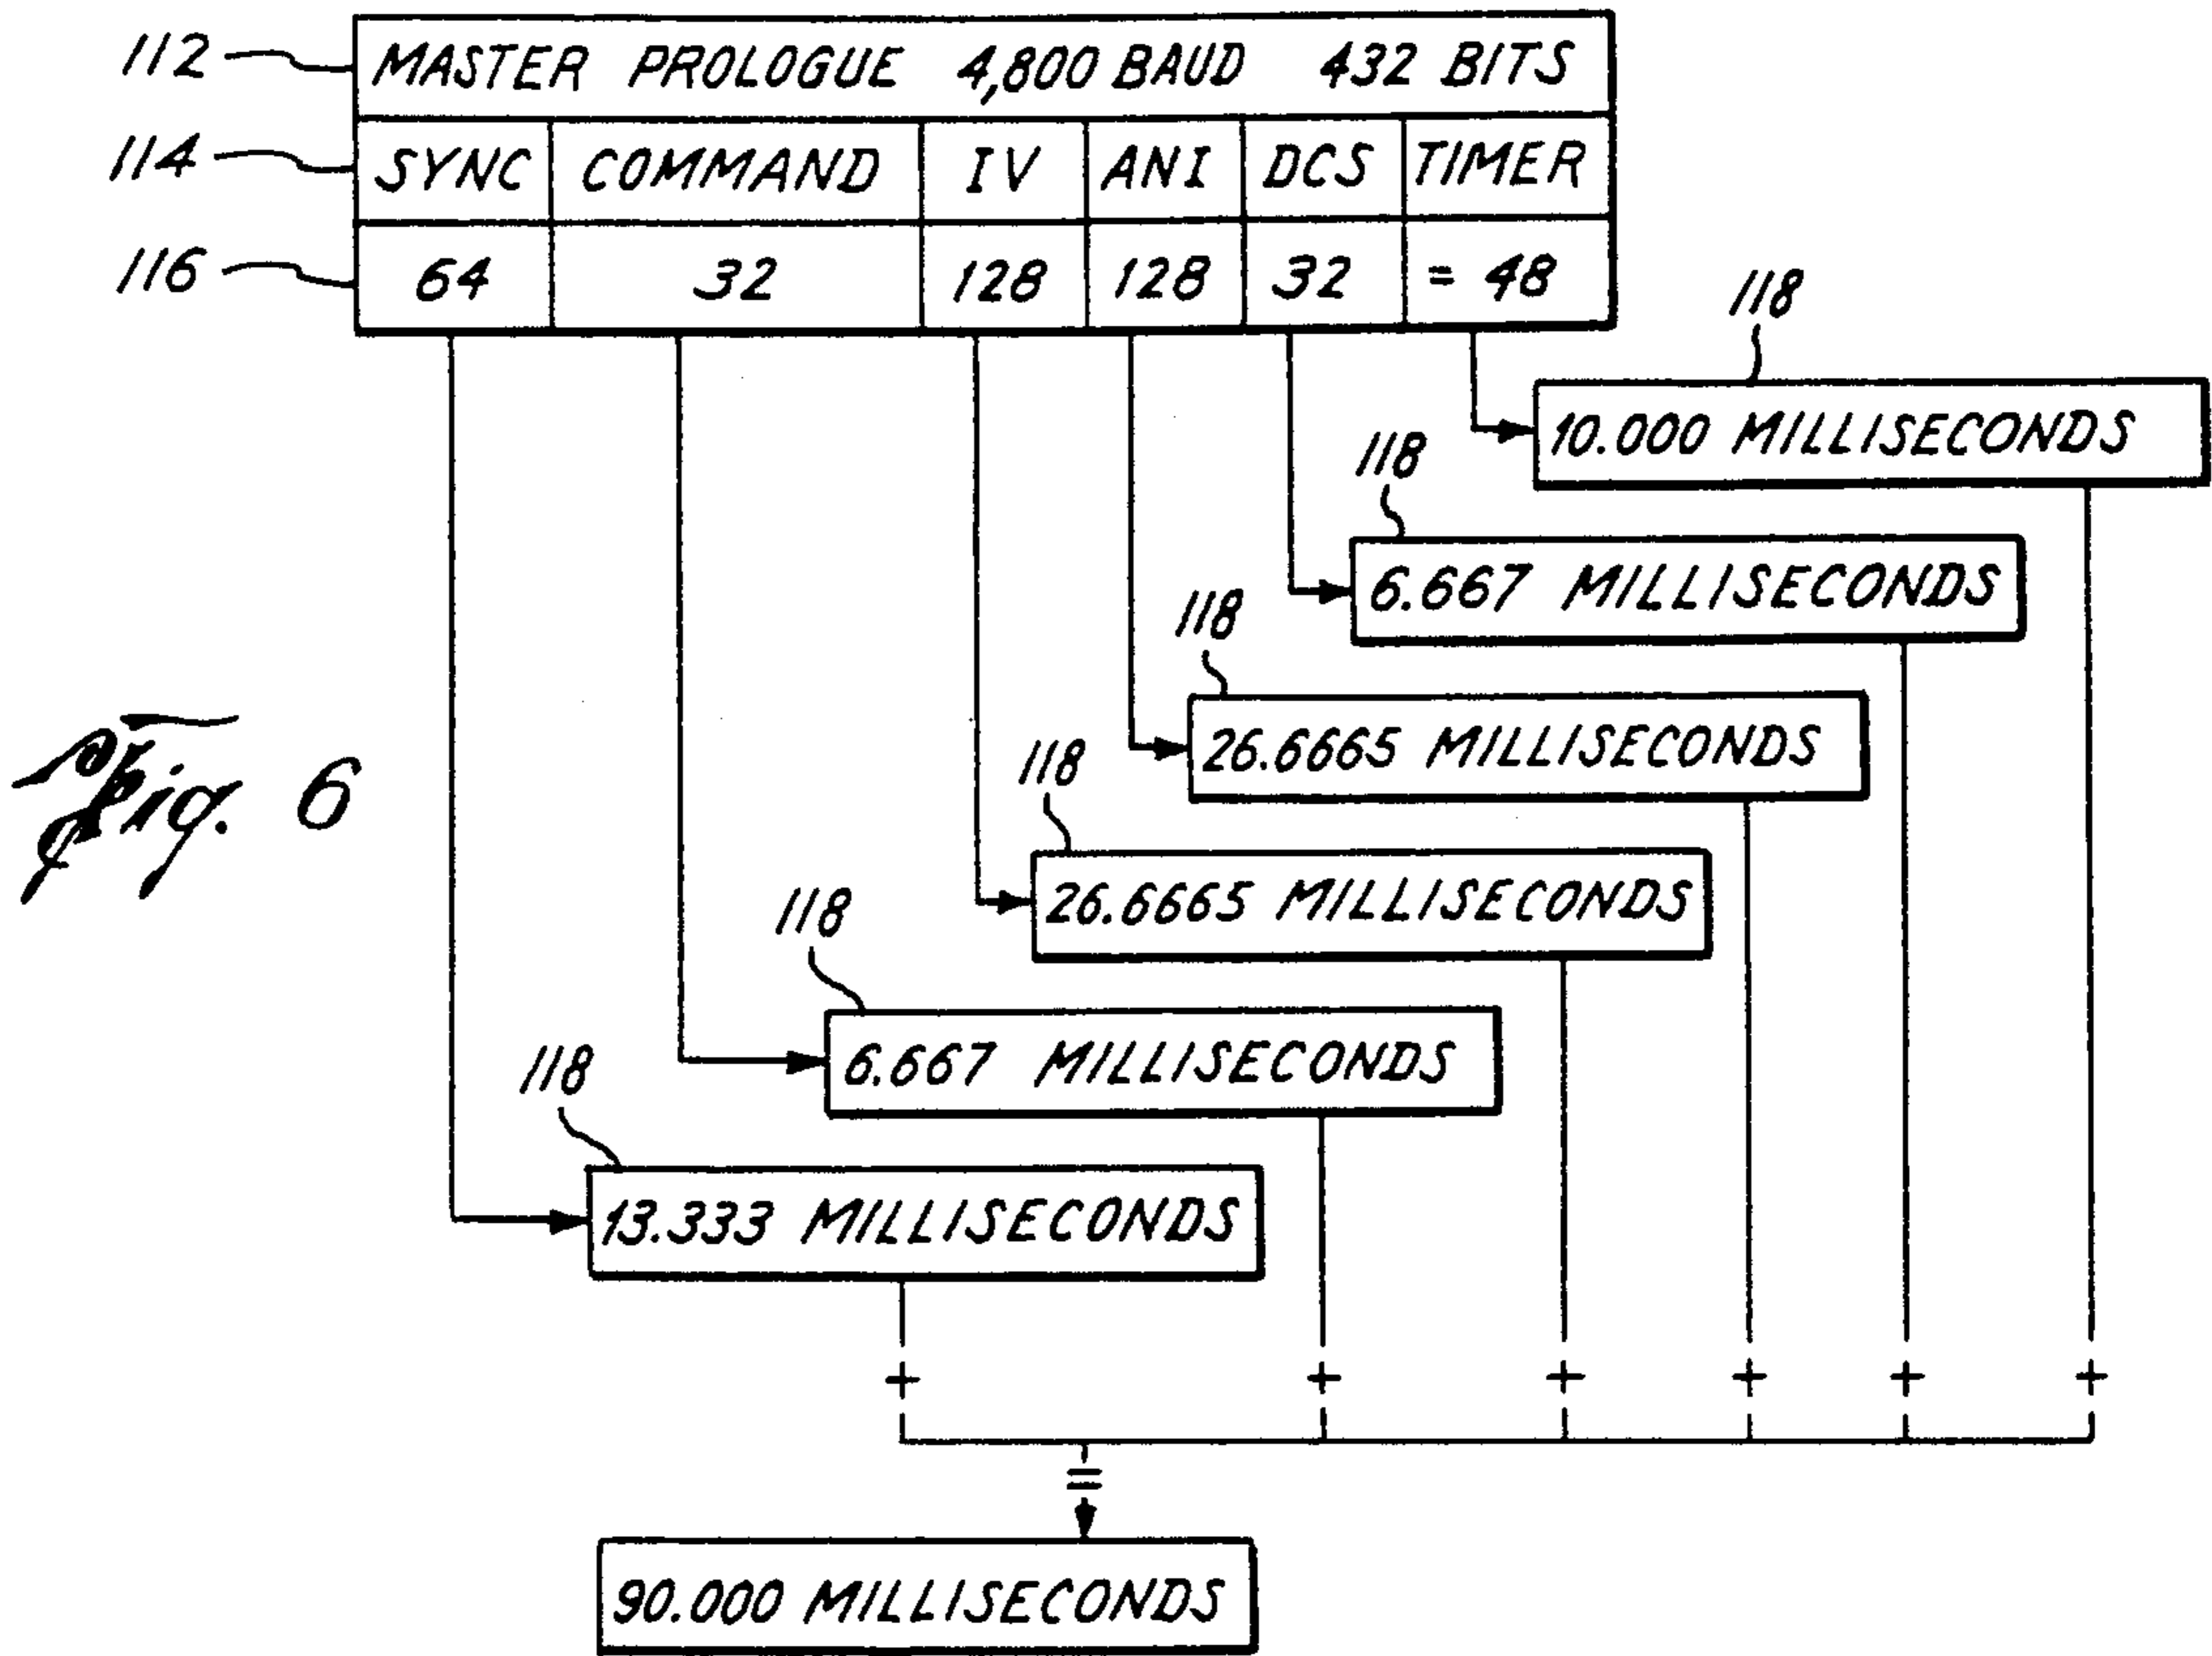 112 MASTER PROLOGUE 4,800 BAUD 432 BITS
114 SYNC COMMAND IV ANI DCS TIMER
116 64 32 128 128 32 = 48
118
10.000 MILLISECONDS
118
6.667 MILLISECONDS
118
26.6665 MILLISECONDS
118
26.6665 MILLISECONDS
118
6.667 MILLISECONDS
118
13.333 MILLISECONDS
+ + + + + +
=
90.000 MILLISECONDS
Fig. 6